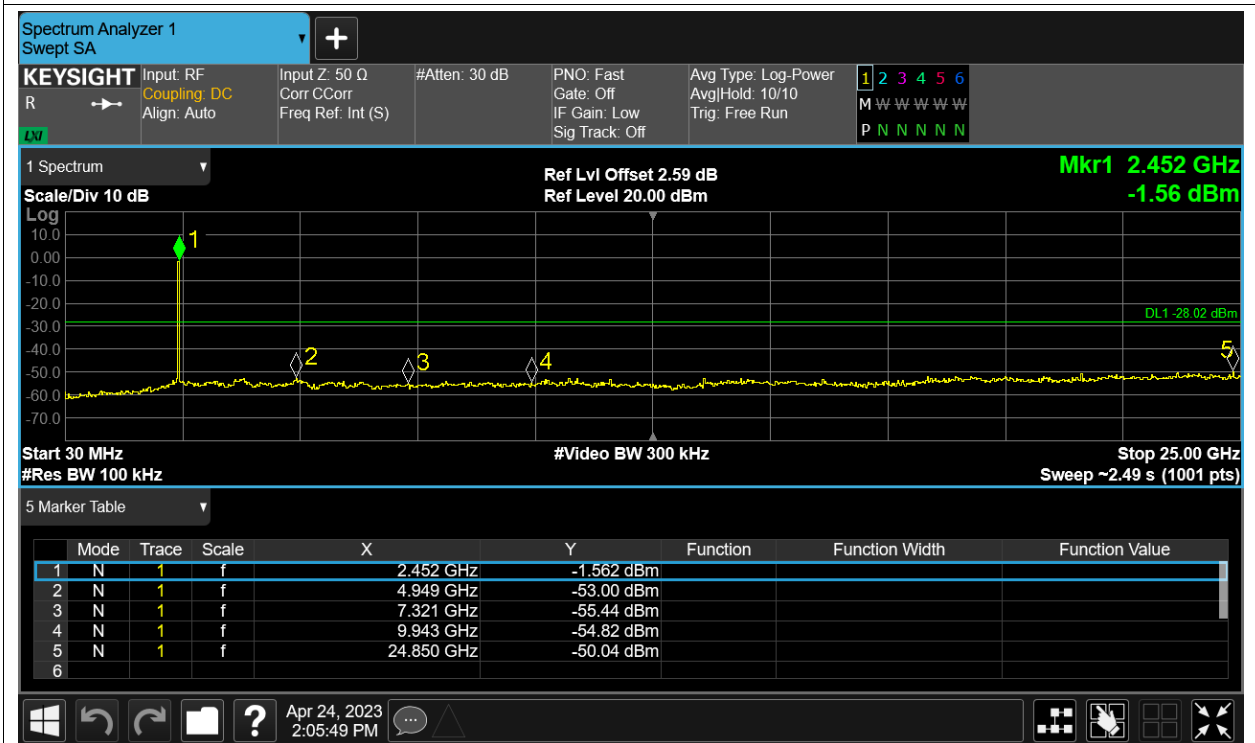 Spectrum Analyzer 1
Swept SA
KEYSIGHT
R
LXI
Input: RF
Coupling: DC
Align: Auto
Input Z: 50 Ω
Corr CCorr
Freq Ref: Int (S)
#Atten: 30 dB
PNO: Fast
Gate: Off
IF Gain: Low
Sig Track: Off
Avg Type: Log-Power
Avg|Hold: 10/10
Trig: Free Run
1 2 3 4 5 6
M W W W W W
P N N N N N
1 Spectrum
Scale/Div 10 dB
Ref Lvl Offset 2.59 dB
Ref Level 20.00 dBm
Mkr1 2.452 GHz
-1.56 dBm
Log
10.0
0.00
-10.0
-20.0
-30.0
-40.0
-50.0
-60.0
-70.0
1
2
3
4
5
DL1 -28.02 dBm
Start 30 MHz
#Video BW 300 kHz
Stop 25.00 GHz
#Res BW 100 kHz
Sweep ~2.49 s (1001 pts)
5 Marker Table
Mode Trace Scale X Y Function Function Width Function Value
1 N 1 f 2.452 GHz -1.562 dBm
2 N 1 f 4.949 GHz -53.00 dBm
3 N 1 f 7.321 GHz -55.44 dBm
4 N 1 f 9.943 GHz -54.82 dBm
5 N 1 f 24.850 GHz -50.04 dBm
6
?
Apr 24, 2023
2:05:49 PM